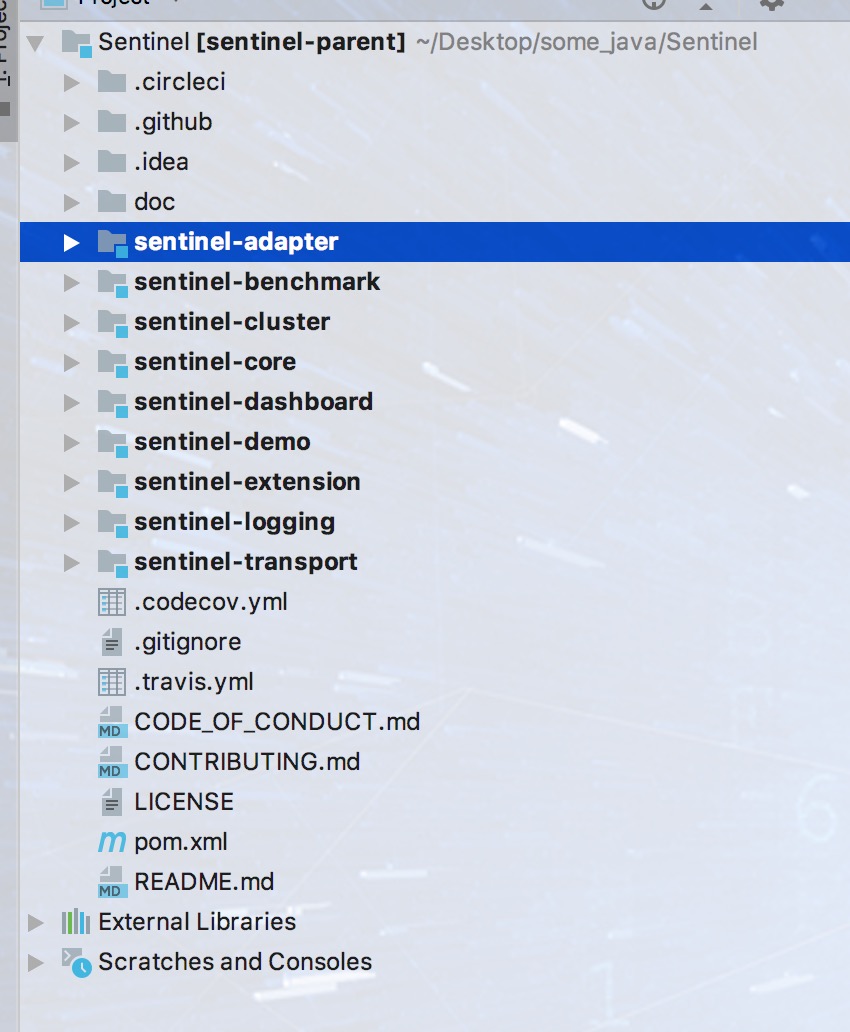 Project
Sentinel [sentinel-parent] ~/Desktop/some_java/Sentinel
.circleci
.github
.idea
doc
sentinel-adapter
sentinel-benchmark
sentinel-cluster
sentinel-core
sentinel-dashboard
sentinel-demo
sentinel-extension
sentinel-logging
sentinel-transport
.codecov.yml
.gitignore
.travis.yml
MD CODE_OF_CONDUCT.md
MD CONTRIBUTING.md
LICENSE
m pom.xml
MD README.md
External Libraries
Scratches and Consoles